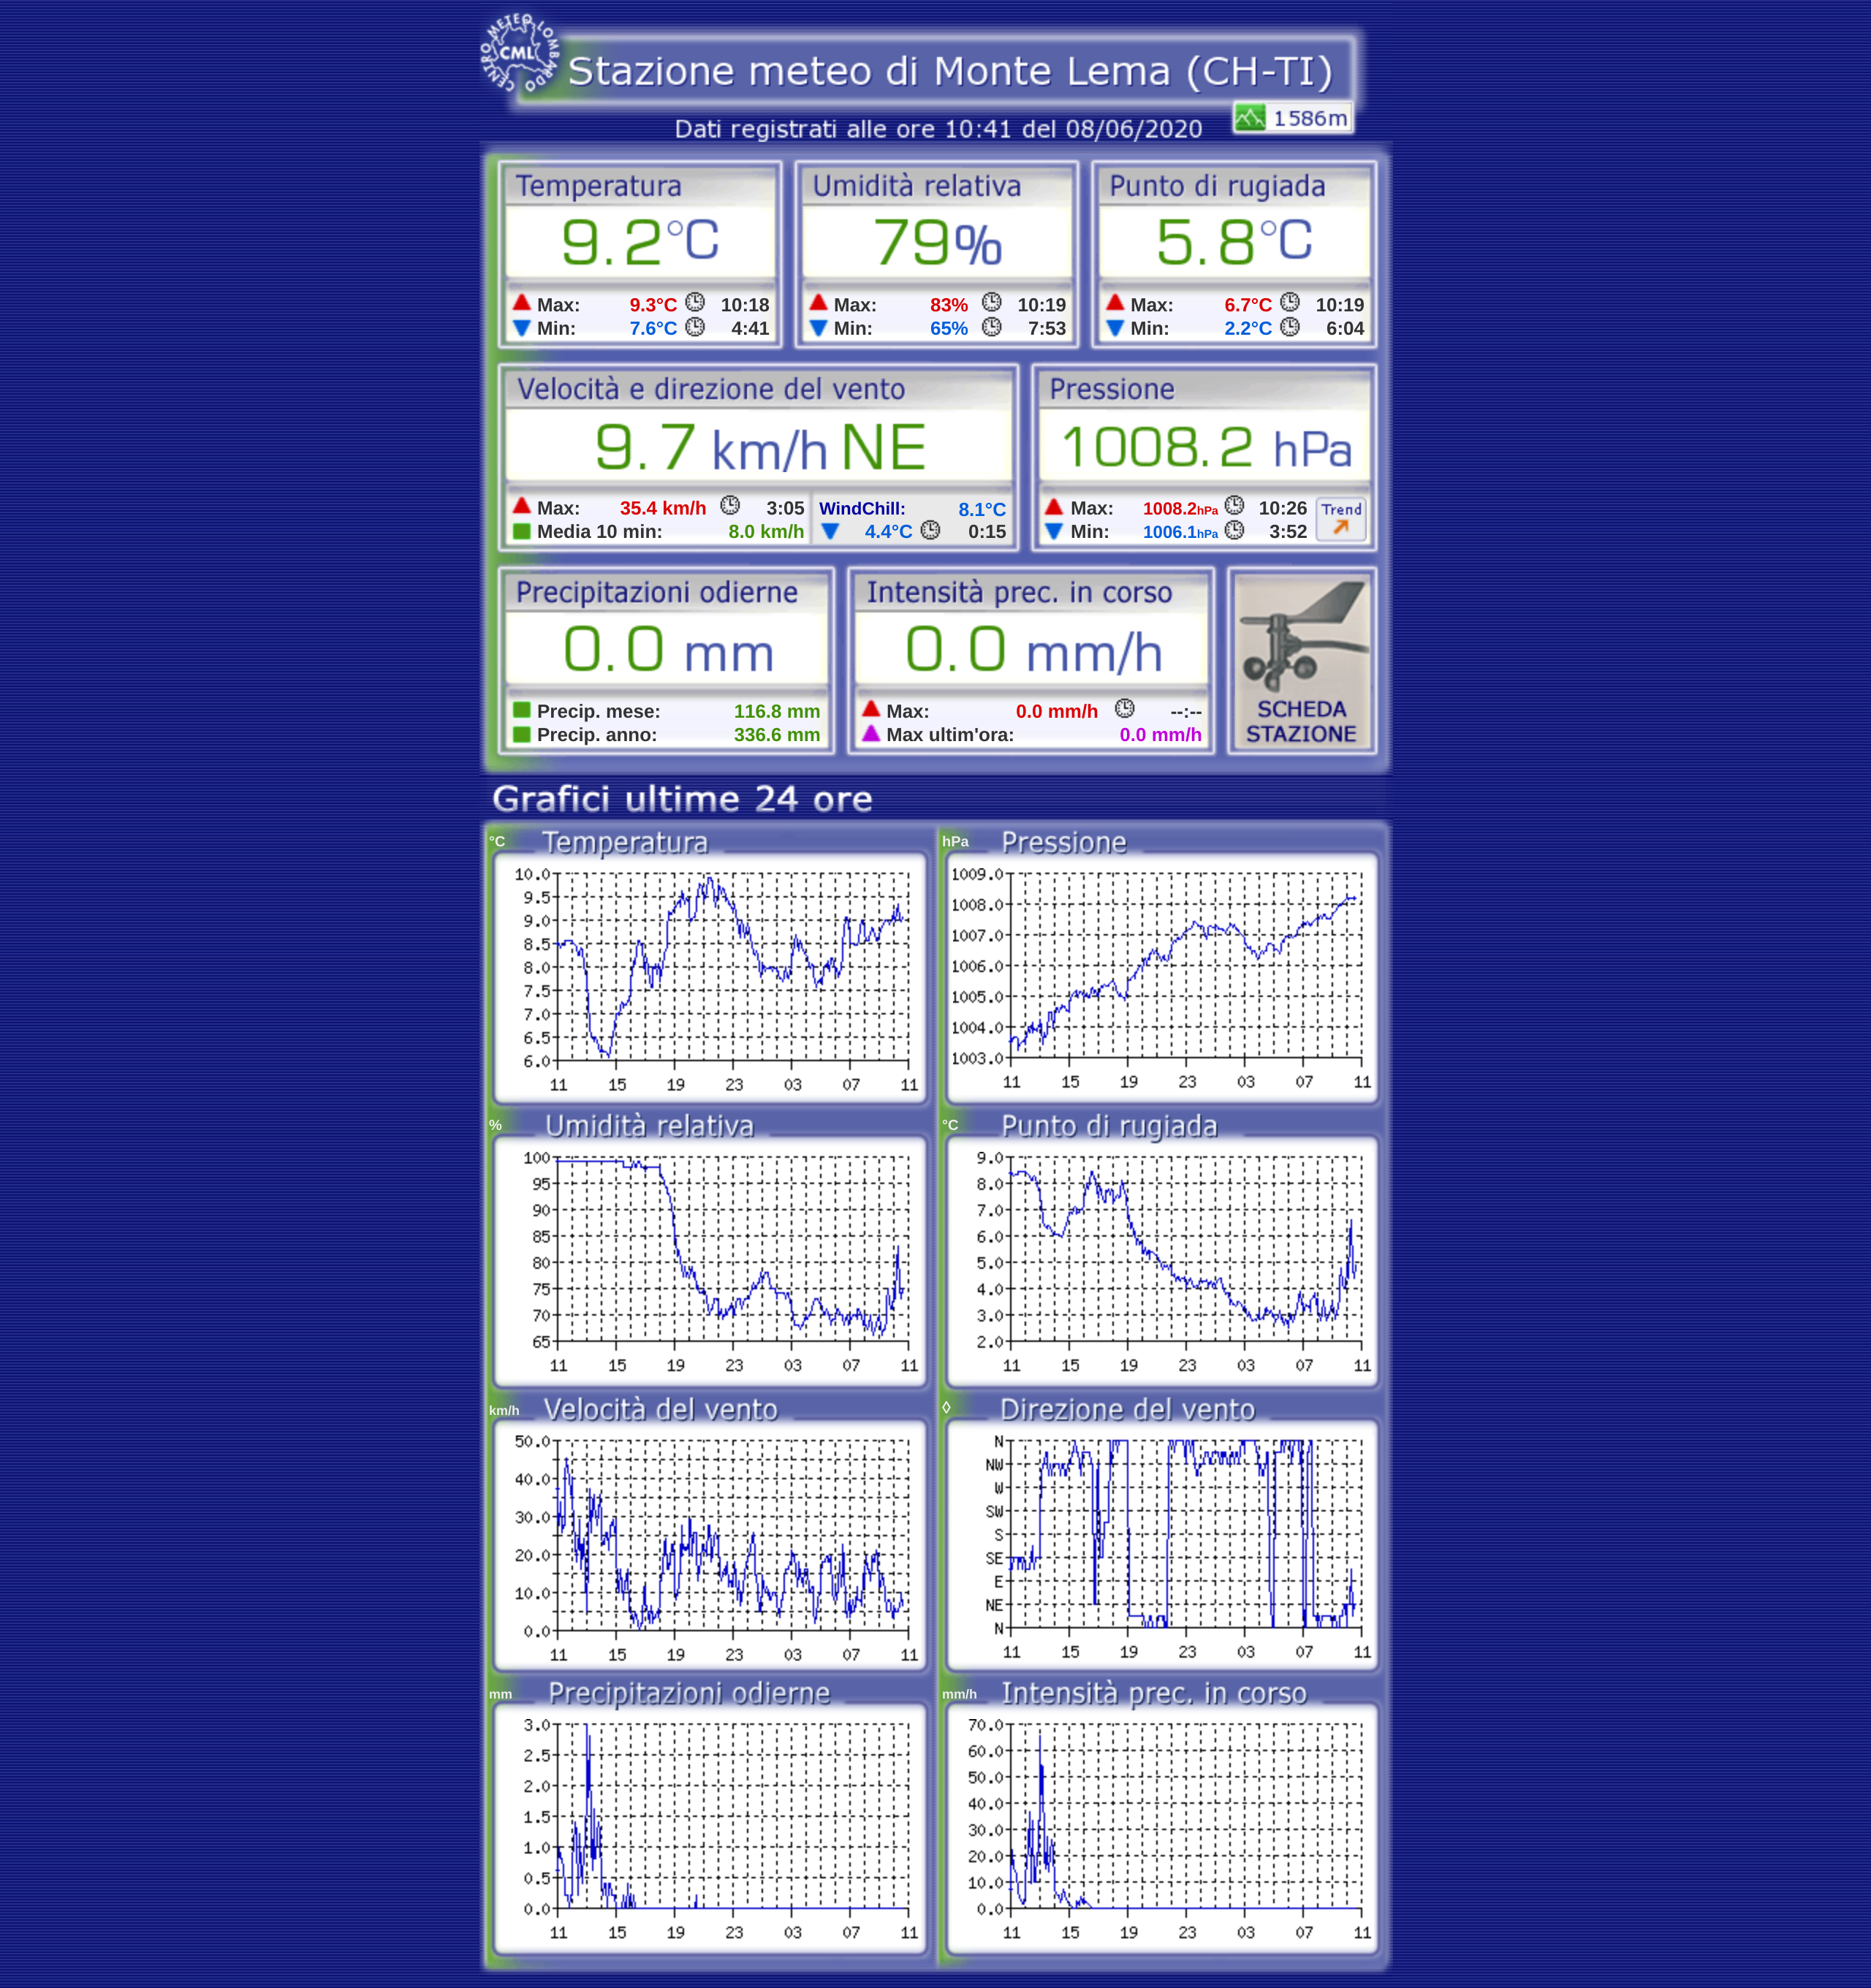 CENTRO METEO LOMBARDO
CML
Stazione meteo di Monte Lema (CH-TI)
1586m
Dati registrati alle ore 10:41 del 08/06/2020
Temperatura Umidità relativa Punto di rugiada
9.2°C 79% 5.8°C
Max: 9.3°C 10:18 Max: 83% 10:19 Max: 6.7°C 10:19
Min: 7.6°C 4:41 Min: 65% 7:53 Min: 2.2°C 6:04
Velocità e direzione del vento Pressione
9.7 km/h NE 1008.2 hPa
Max: 35.4 km/h 3:05 WindChill: 8.1°C Max: 1008.2hPa 10:26 Trend
Media 10 min: 8.0 km/h 4.4°C 0:15 Min: 1006.1hPa 3:52
Precipitazioni odierne Intensità prec. in corso
0.0 mm 0.0 mm/h
Precip. mese: 116.8 mm Max: 0.0 mm/h --:-- SCHEDA
Precip. anno: 336.6 mm Max ultim'ora: 0.0 mm/h STAZIONE
Grafici ultime 24 ore
°C Temperatura
10.0
9.5
9.0
8.5
8.0
7.5
7.0
6.5
6.0
11 15 19 23 03 07 11
hPa Pressione
1009.0
1008.0
1007.0
1006.0
1005.0
1004.0
1003.0
11 15 19 23 03 07 11
% Umidità relativa
100
95
90
85
80
75
70
65
11 15 19 23 03 07 11
°C Punto di rugiada
9.0
8.0
7.0
6.0
5.0
4.0
3.0
2.0
11 15 19 23 03 07 11
km/h Velocità del vento
50.0
40.0
30.0
20.0
10.0
0.0
11 15 19 23 03 07 11
◊ Direzione del vento
N
NW
W
SW
S
SE
E
NE
N
11 15 19 23 03 07 11
mm Precipitazioni odierne
3.0
2.5
2.0
1.5
1.0
0.5
0.0
11 15 19 23 03 07 11
mm/h Intensità prec. in corso
70.0
60.0
50.0
40.0
30.0
20.0
10.0
0.0
11 15 19 23 03 07 11